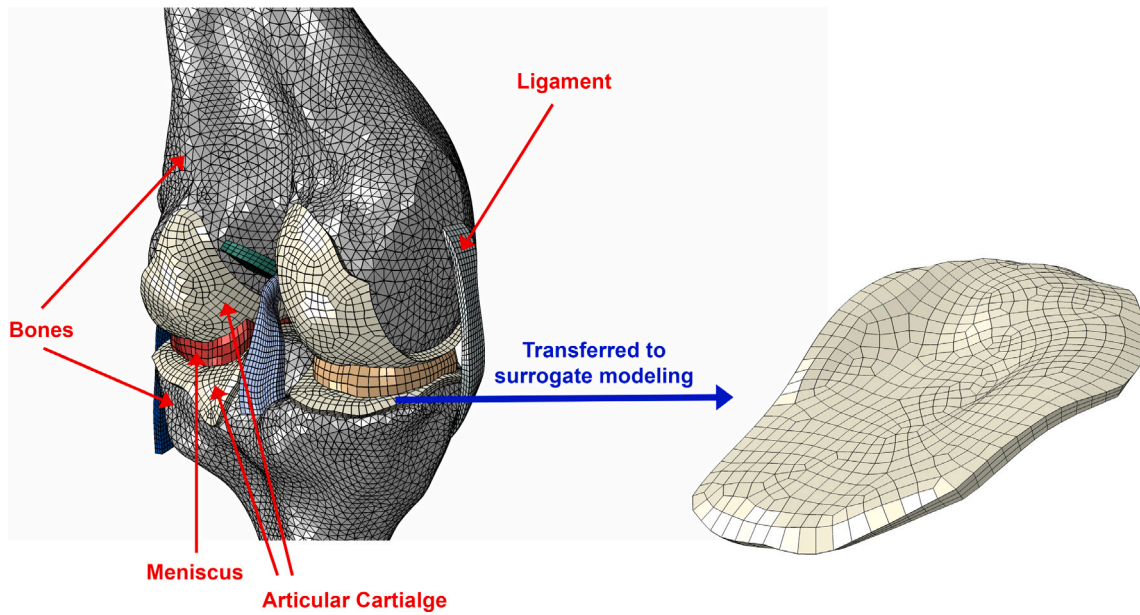 Ligament
Bones
Transferred to
surrogate modeling
Meniscus
Articular Cartialge